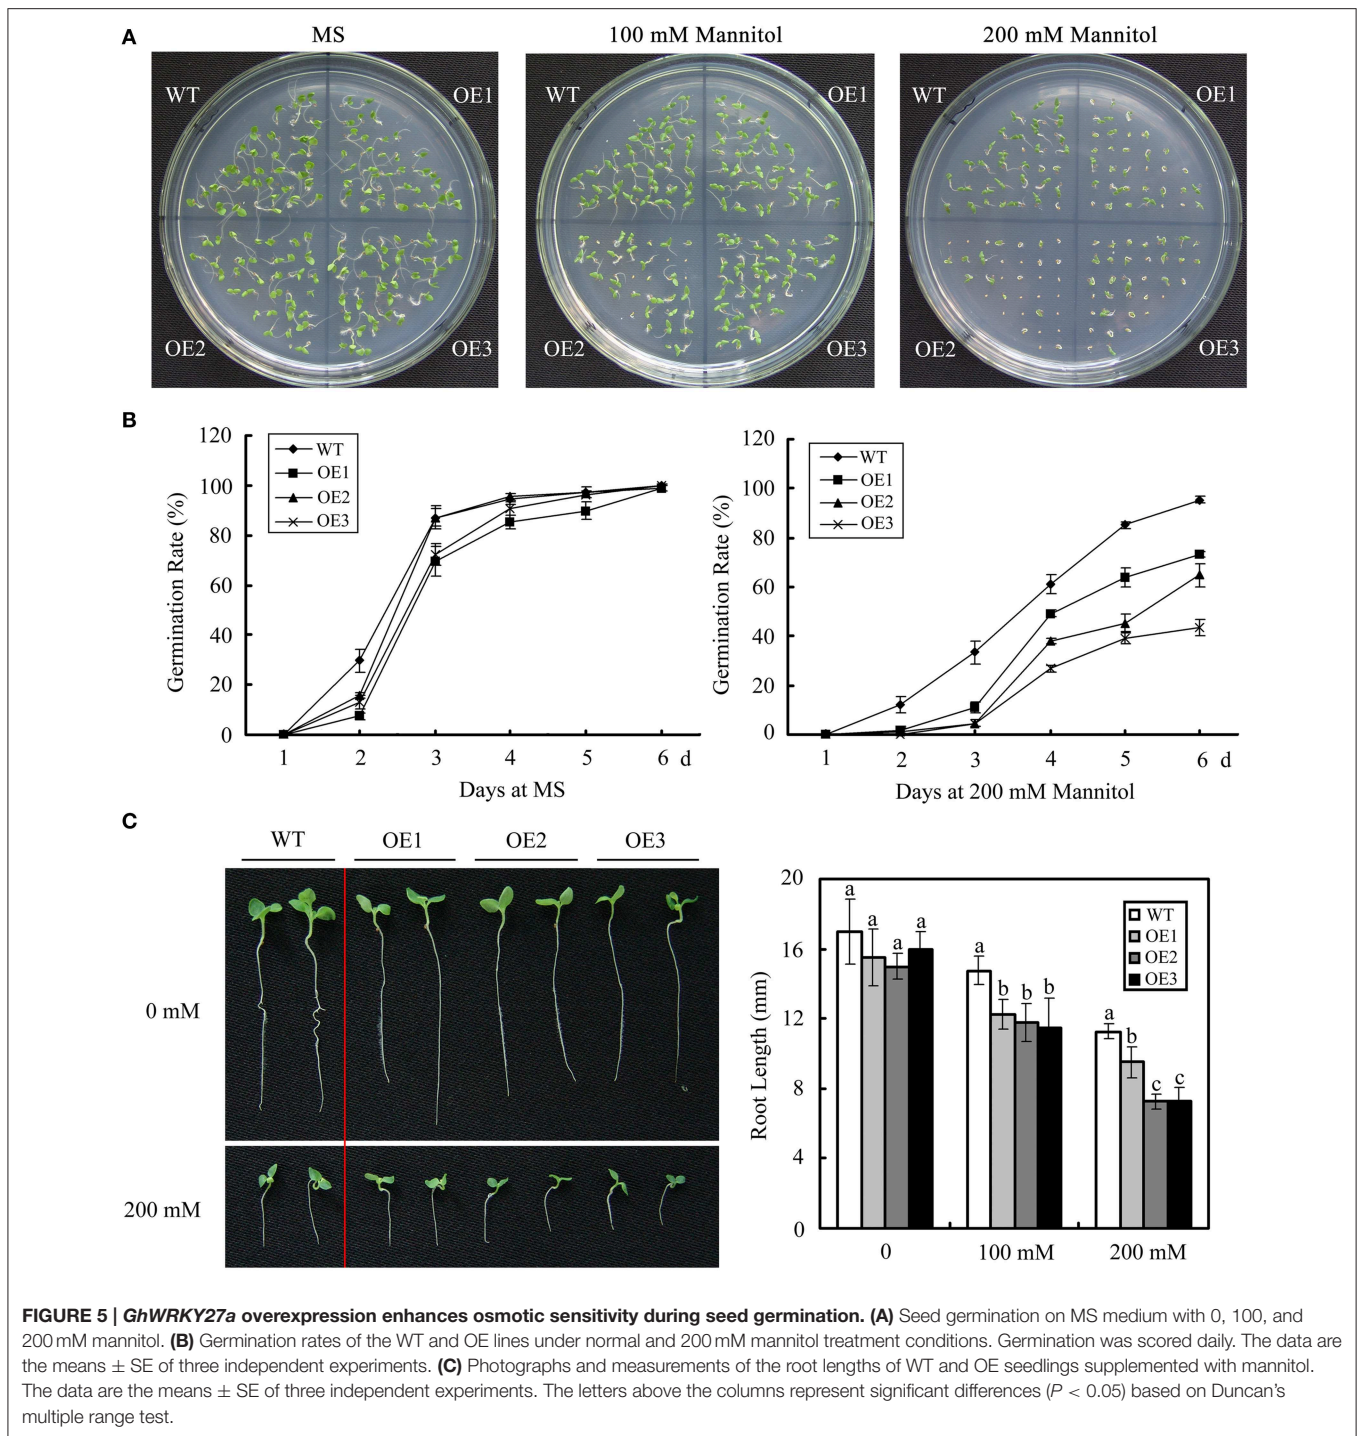 A
MS
100 mM Mannitol
200 mM Mannitol
WT
OE1
OE2
OE3
WT
OE1
OE2
OE3
WT
OE1
OE2
OE3
B
120
100
80
60
40
20
0
Germination Rate (%)
WT
OE1
OE2
OE3
1 2 3 4 5 6 d
Days at MS
120
100
80
60
40
20
0
Germination Rate (%)
WT
OE1
OE2
OE3
1 2 3 4 5 6 d
Days at 200 mM Mannitol
C
WT OE1 OE2 OE3
0 mM
200 mM
20
16
12
8
4
0
Root Length (mm)
a a a a
a b b b
a b c c
WT
OE1
OE2
OE3
0 100 mM 200 mM
FIGURE 5 | GhWRKY27a overexpression enhances osmotic sensitivity during seed germination. (A) Seed germination on MS medium with 0, 100, and
200 mM mannitol. (B) Germination rates of the WT and OE lines under normal and 200 mM mannitol treatment conditions. Germination was scored daily. The data are
the means ± SE of three independent experiments. (C) Photographs and measurements of the root lengths of WT and OE seedlings supplemented with mannitol.
The data are the means ± SE of three independent experiments. The letters above the columns represent significant differences (P < 0.05) based on Duncan's
multiple range test.